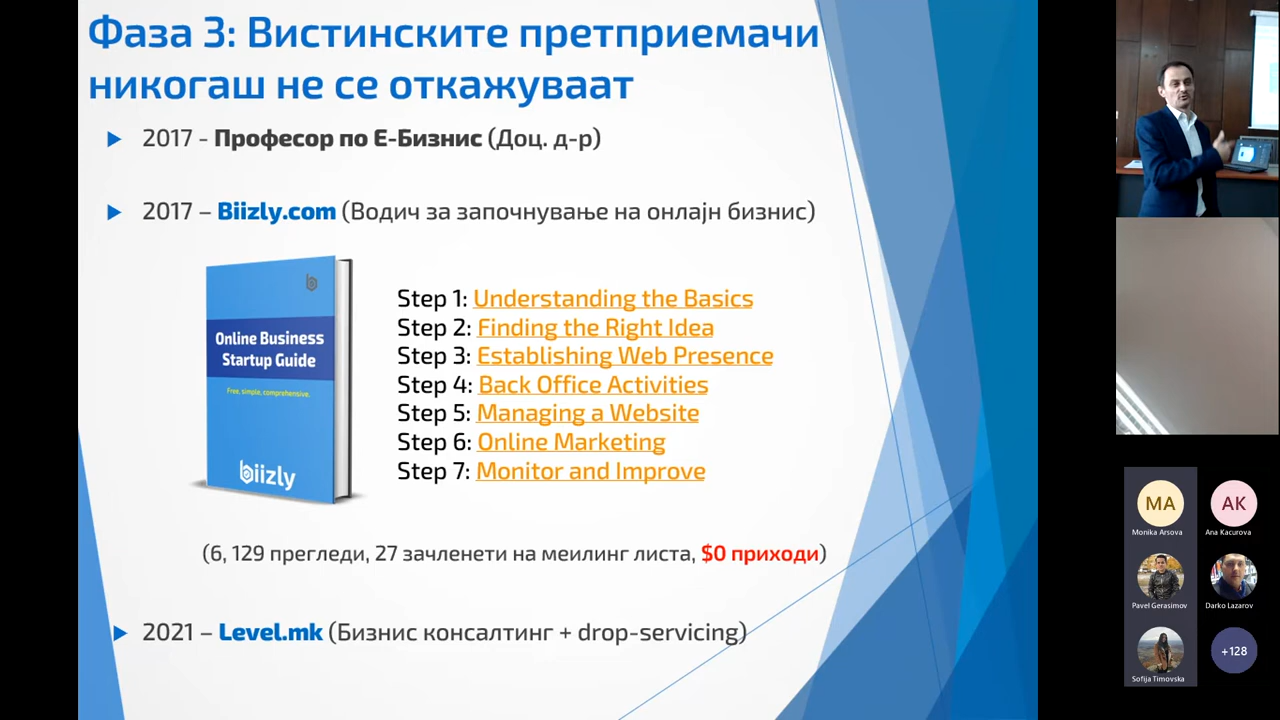 Фаза 3: Вистинските претприемачи
никогаш не се откажуваат
2017 - Професор по Е-Бизнис (Доц. д-р)
2017 – Biizly.com (Водич за започнување на онлајн бизнис)
Online Business
Startup Guide
Free, simple, comprehensive.
biizly
Step 1: Understanding the Basics
Step 2: Finding the Right Idea
Step 3: Establishing Web Presence
Step 4: Back Office Activities
Step 5: Managing a Website
Step 6: Online Marketing
Step 7: Monitor and Improve
(6, 129 прегледи, 27 зачленети на меилинг листа, $0 приходи)
2021 – Level.mk (Бизнис консалтинг + drop-servicing)
MA
AK
Monika Arsova
Ana Kacurova
Pavel Gerasimov
Darko Lazarov
Sofija Timovska
+128